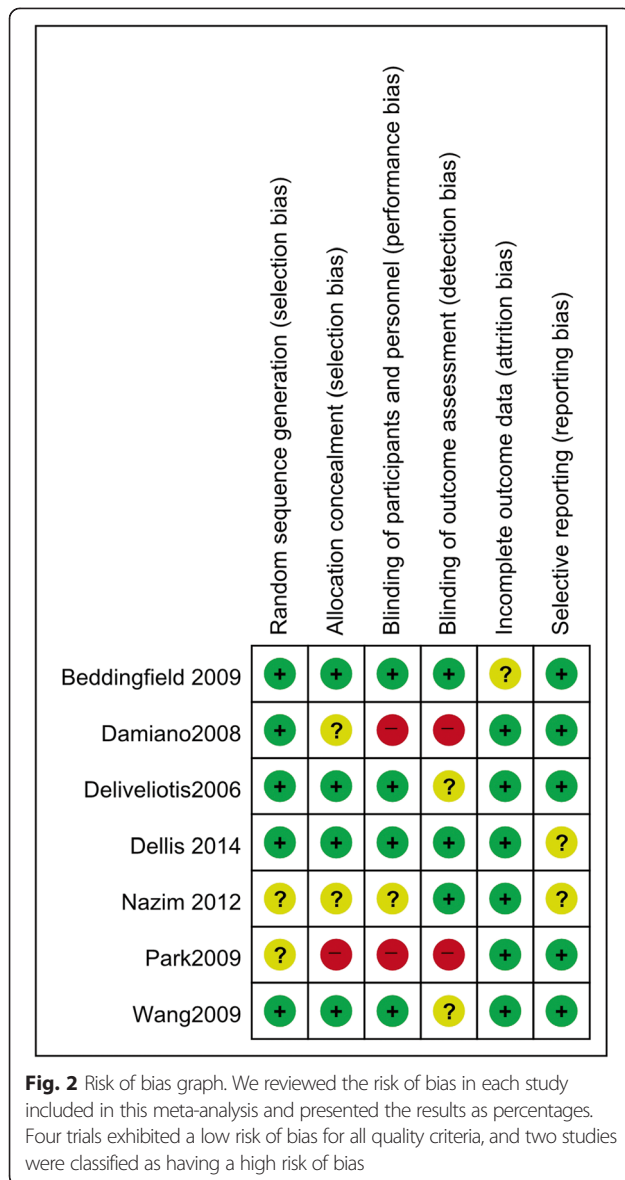 Random sequence generation (selection bias)
Allocation concealment (selection bias)
Blinding of participants and personnel (performance bias)
Blinding of outcome assessment (detection bias)
Incomplete outcome data (attrition bias)
Selective reporting (reporting bias)
Beddingfield 2009 + + + + ? +
Damiano2008 + ? − − + +
Deliveliotis2006 + + + ? + +
Dellis 2014 + + + + + ?
Nazim 2012 ? ? ? + + ?
Park2009 ? − − − + +
Wang2009 + + + ? + +
Fig. 2 Risk of bias graph. We reviewed the risk of bias in each study
included in this meta-analysis and presented the results as percentages.
Four trials exhibited a low risk of bias for all quality criteria, and two studies
were classified as having a high risk of bias